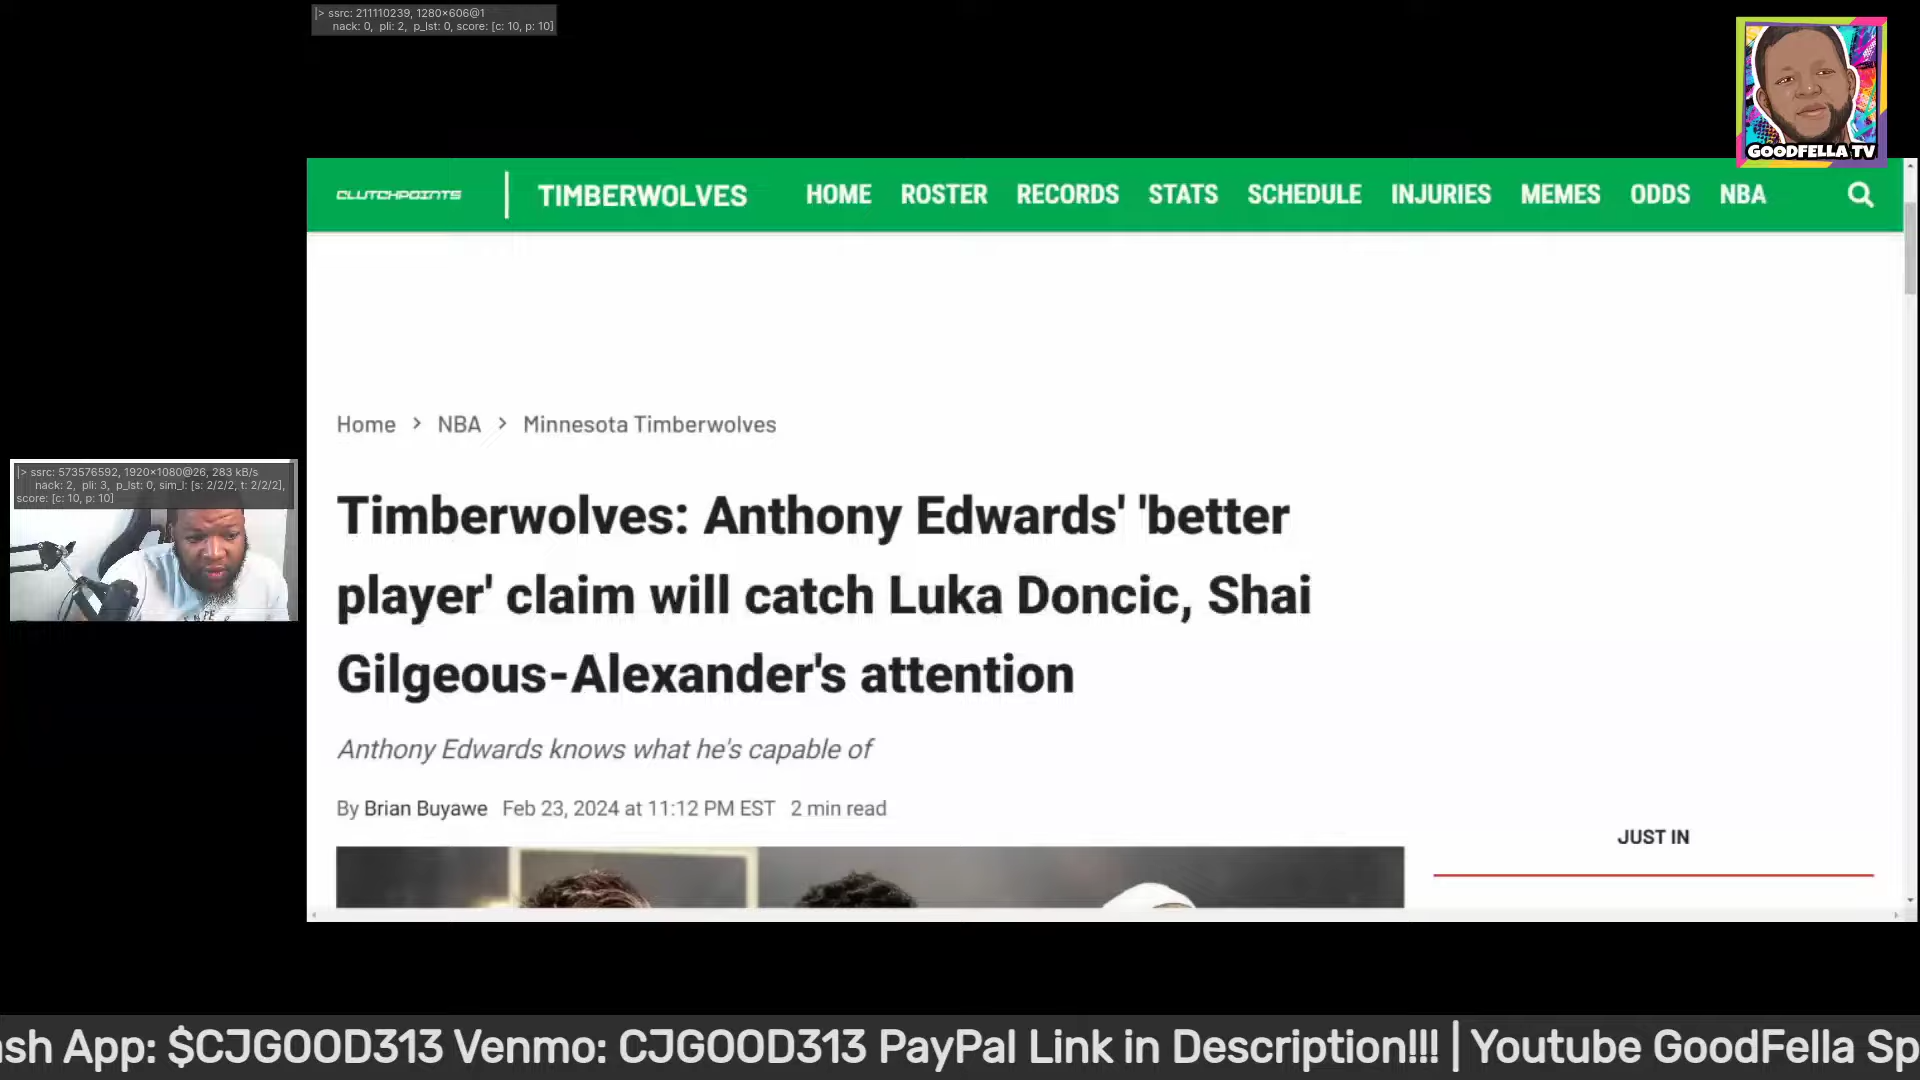 |> ssrc: 211110239, 1280×606@1
nack: 0, pli: 2, p_lst: 0, score: [c: 10, p: 10]
GOODFELLA TV
CLUTCHPOINTS
TIMBERWOLVES
HOME ROSTER RECORDS STATS SCHEDULE INJURIES MEMES ODDS NBA
Home > NBA > Minnesota Timberwolves
|> ssrc: 573576592, 1920×1080@26, 283 kB/s
nack: 2, pli: 3, p_lst: 0, sim_l: [s: 2/2/2, t: 2/2/2],
score: [c: 10, p: 10]
Timberwolves: Anthony Edwards' 'better
player' claim will catch Luka Doncic, Shai
Gilgeous-Alexander's attention
Anthony Edwards knows what he's capable of
By Brian Buyawe Feb 23, 2024 at 11:12 PM EST 2 min read
JUST IN
ash App: $CJGOOD313 Venmo: CJGOOD313 PayPal Link in Description!!! | Youtube GoodFella Sp